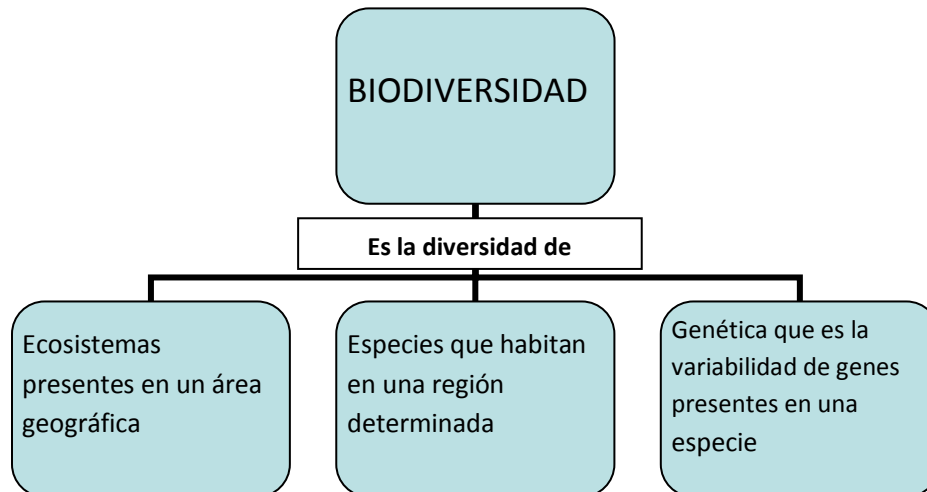 BIODIVERSIDAD
Es la diversidad de
Ecosistemas
presentes en un área
geográfica
Especies que habitan
en una región
determinada
Genética que es la
variabilidad de genes
presentes en una
especie